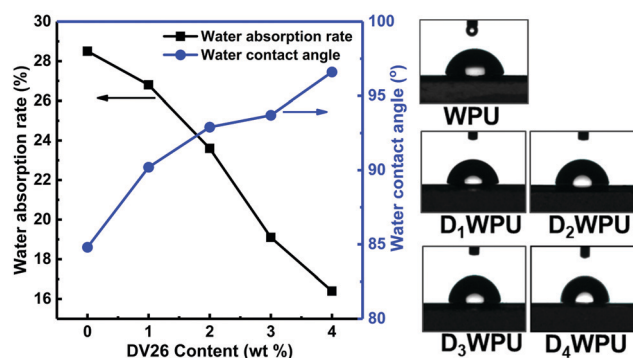 30
28
26
24
22
20
18
16
Water absorption rate (%)
Water absorption rate
Water contact angle
100
95
90
85
80
Water contact angle (º)
0 1 2 3 4
DV26 Content (wt %)
WPU
D₁WPU D₂WPU
D₃WPU D₄WPU